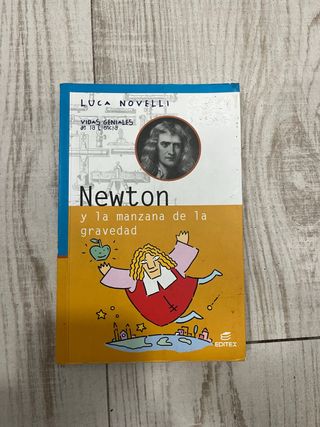 LUCA NOVELLI
VIDAS GENIALES
de la Ciencia
Newton
y la manzana de la
gravedad
EDITEX